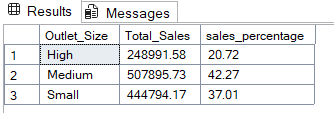 Results Messages
Outlet_Size Total_Sales sales_percentage
1 High 248991.58 20.72
2 Medium 507895.73 42.27
3 Small 444794.17 37.01